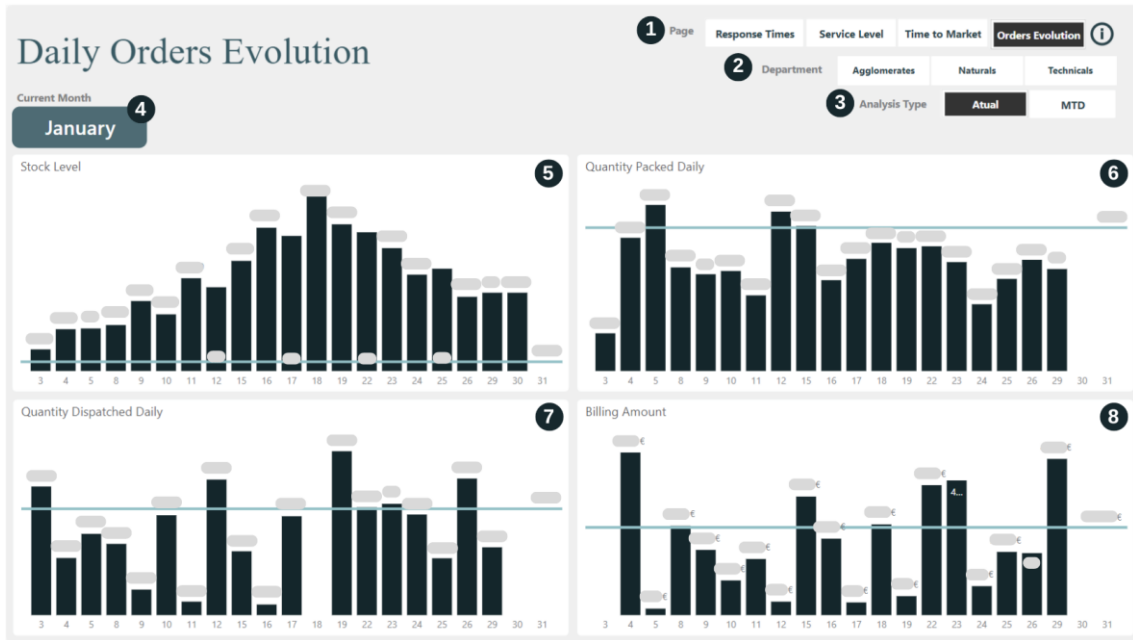 1 Page Response Times Service Level Time to Market Orders Evolution i
Daily Orders Evolution
2 Department Agglomerates Naturals Technicals
Current Month
3 Analysis Type Atual MTD
4
January
Stock Level 5
3 4 5 8 9 10 11 12 15 16 17 18 19 22 23 24 25 26 29 30 31
Quantity Packed Daily 6
3 4 5 8 9 10 11 12 15 16 17 18 19 22 23 24 25 26 29 30 31
Quantity Dispatched Daily 7
3 4 5 8 9 10 11 12 15 16 17 18 19 22 23 24 25 26 29 30 31
Billing Amount 8
€ € € € € € € € € € € € € 4... € € € €
3 4 5 8 9 10 11 12 15 16 17 18 19 22 23 24 25 26 29 30 31